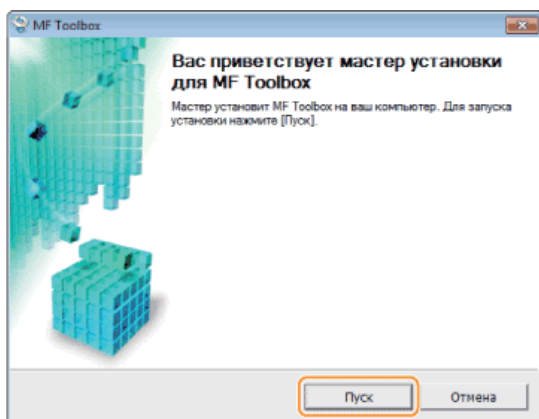 MF Toolbox
Вас приветствует мастер установки
для MF Toolbox
Мастер установит MF Toolbox на ваш компьютер. Для запуска
установки нажмите [Пуск].
Пуск
Отмена